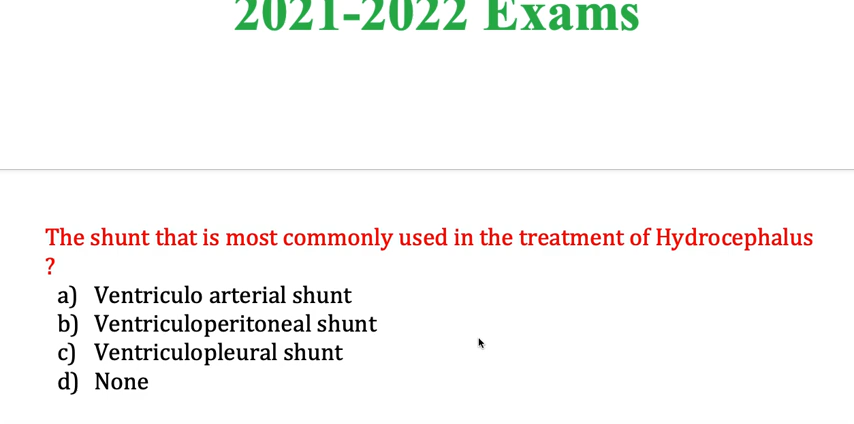 2021-2022 Exams
The shunt that is most commonly used in the treatment of Hydrocephalus
?
a) Ventriculo arterial shunt
b) Ventriculoperitoneal shunt
c) Ventriculopleural shunt
d) None